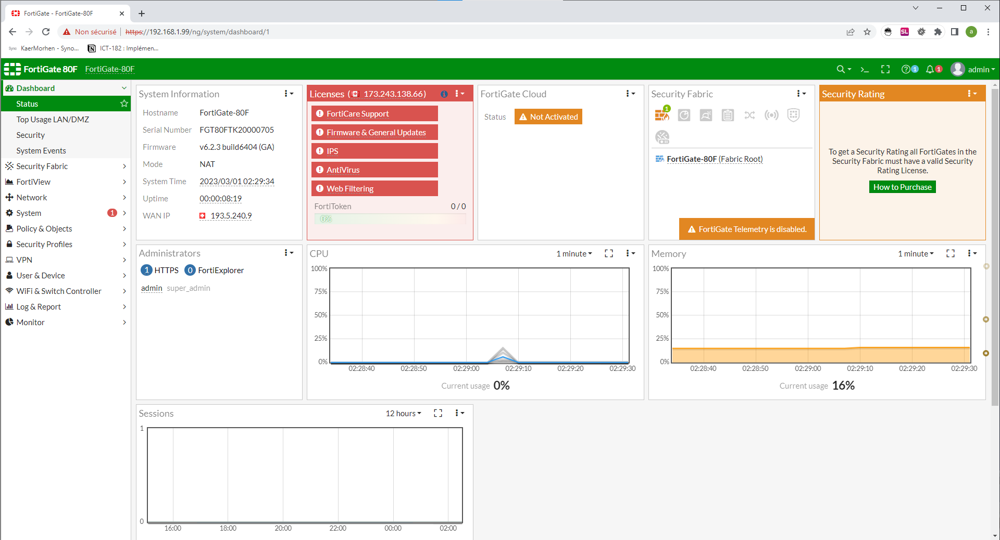 FortiGate - FortiGate-80F
Non sécurisé
https://192.168.1.99/ng/system/dashboard/1
SL
a
Sync KaerMorhen - Syno...
ICT-182 : Implémen...
FortiGate 80F
FortiGate-80F
1
1
admin
Dashboard
Status
Top Usage LAN/DMZ
Security
System Events
Security Fabric
FortiView
Network
System
1
Policy & Objects
Security Profiles
VPN
User & Device
WiFi & Switch Controller
Log & Report
Monitor
System Information
Hostname FortiGate-80F
Serial Number FGT80FTK20000705
Firmware v6.2.3 build6404 (GA)
Mode NAT
System Time 2023/03/01 02:29:34
Uptime 00:00:08:19
WAN IP 193.5.240.9
Licenses (173.243.138.66)
FortiCare Support
Firmware & General Updates
IPS
AntiVirus
Web Filtering
FortiToken 0 / 0
0%
FortiGate Cloud
Status Not Activated
Security Fabric
1
FortiGate-80F (Fabric Root)
FortiGate Telemetry is disabled.
Security Rating
To get a Security Rating all FortiGates in the
Security Fabric must have a valid Security
Rating License.
How to Purchase
Administrators
1 HTTPS 0 FortiExplorer
admin super_admin
CPU
1 minute
100%
75%
50%
25%
0%
02:28:40 02:28:50 02:29:00 02:29:10 02:29:20 02:29:30
Current usage 0%
Memory
1 minute
100%
75%
50%
25%
0%
02:28:40 02:28:50 02:29:00 02:29:10 02:29:20 02:29:30
Current usage 16%
Sessions
12 hours
1
0
16:00 18:00 20:00 22:00 00:00 02:00